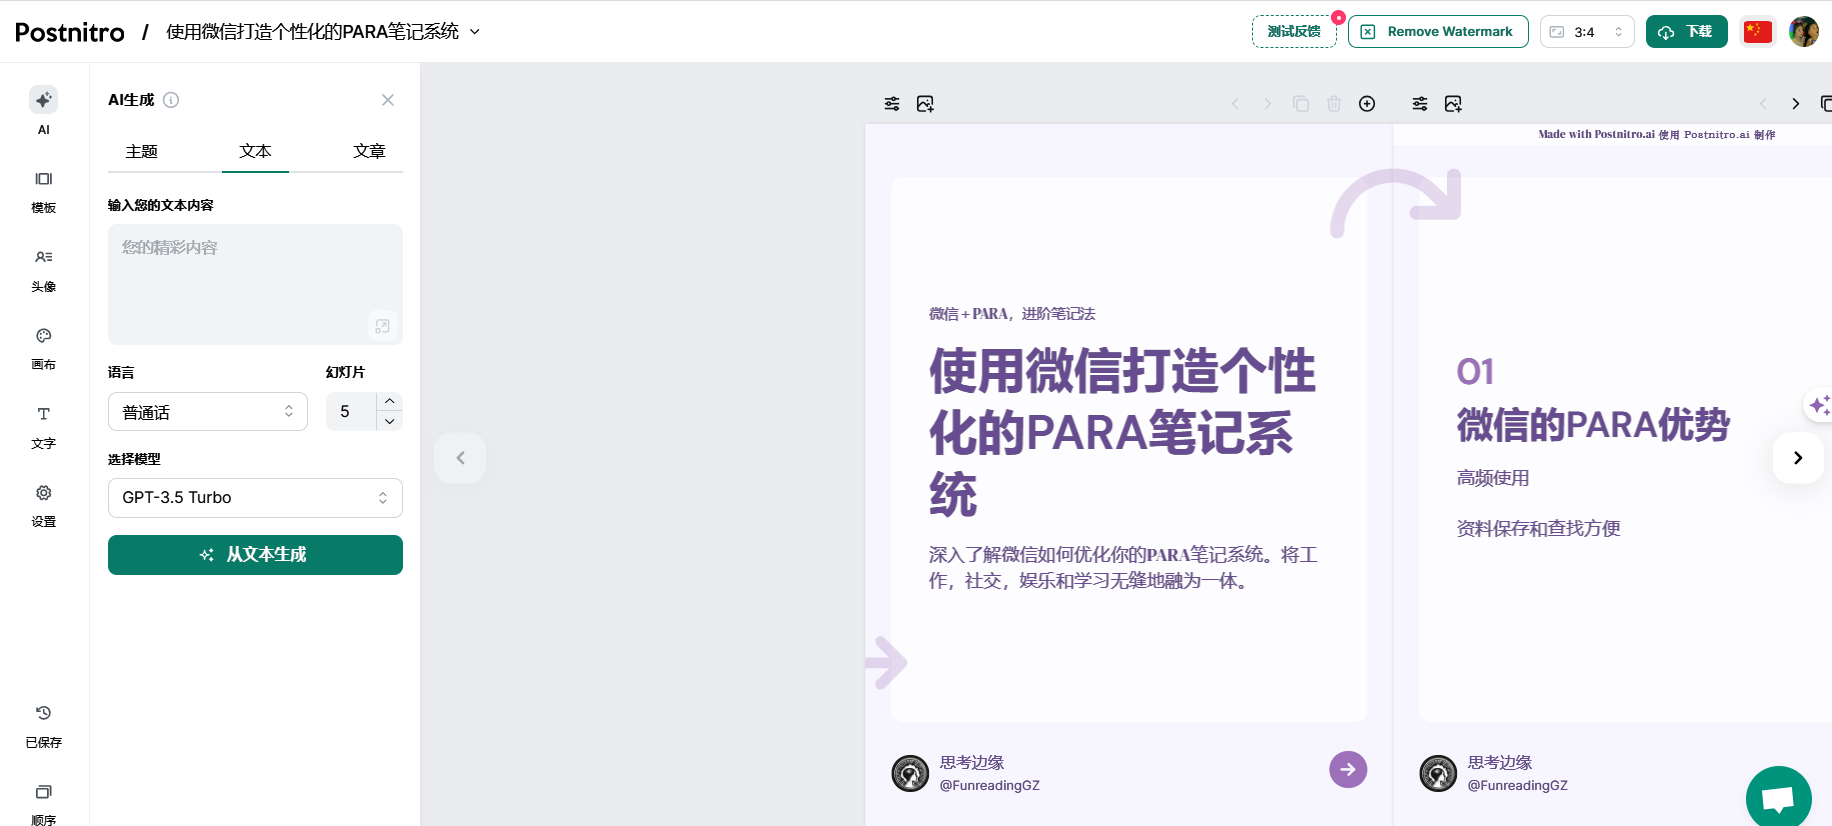 Postnitro / 使用微信打造个性化的PARA笔记系统
测试反馈
Remove Watermark
3:4
下载
AI
模板
头像
画布
文字
设置
已保存
顺序
AI生成
主题 文本 文章
输入您的文本内容
您的精彩内容
语言 幻灯片
普通话 5
选择模型
GPT-3.5 Turbo
从文本生成
微信+PARA，进阶笔记法
使用微信打造个性
化的PARA笔记系
统
深入了解微信如何优化你的PARA笔记系统。将工
作，社交，娱乐和学习无缝地融为一体。
思考边缘
@FunreadingGZ
Made with Postnitro.ai 使用 Postnitro.ai 制作
01
微信的PARA优势
高频使用
资料保存和查找方便
思考边缘
@FunreadingGZ